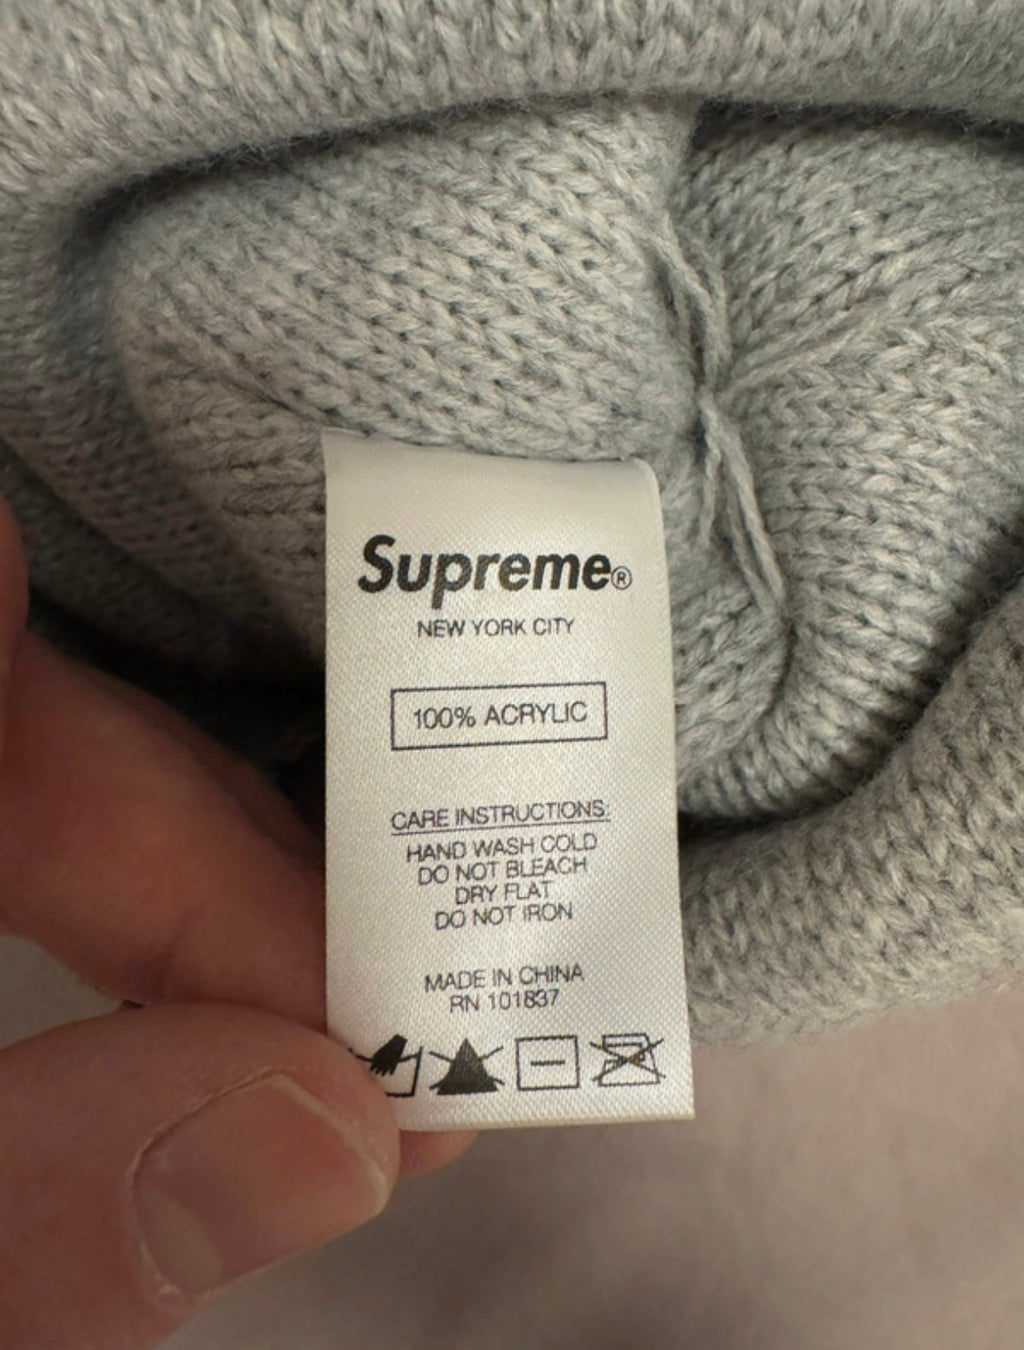 Supreme®
NEW YORK CITY
100% ACRYLIC
CARE INSTRUCTIONS:
HAND WASH COLD
DO NOT BLEACH
DRY FLAT
DO NOT IRON
MADE IN CHINA
RN 101837